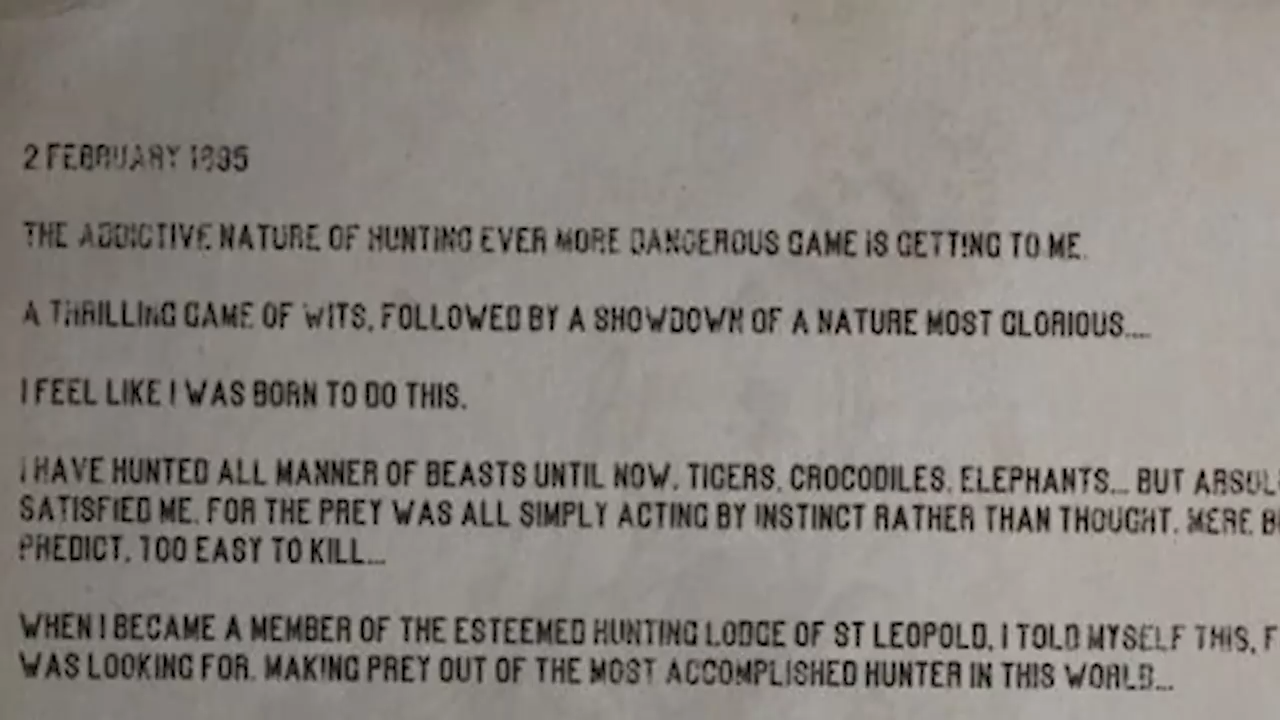 2 FEBRUARY 1895
THE ADDICTIVE NATURE OF HUNTING EVER MORE DANGEROUS GAME IS GETTING TO ME.
A THRILLING GAME OF WITS, FOLLOWED BY A SHOWDOWN OF A NATURE MOST GLORIOUS....
I FEEL LIKE I WAS BORN TO DO THIS.
I HAVE HUNTED ALL MANNER OF BEASTS UNTIL NOW. TIGERS, CROCODILES, ELEPHANTS... BUT
SATISFIED ME. FOR THE PREY WAS ALL SIMPLY ACTING BY INSTINCT RATHER THAN THOUGHT. MERE
PREDICT, TOO EASY TO KILL...
WHEN I BECAME A MEMBER OF THE ESTEEMED HUNTING LODGE OF ST LEOPOLD, I TOLD MYSELF THIS,
WAS LOOKING FOR. MAKING PREY OUT OF THE MOST ACCOMPLISHED HUNTER IN THIS WORLD...